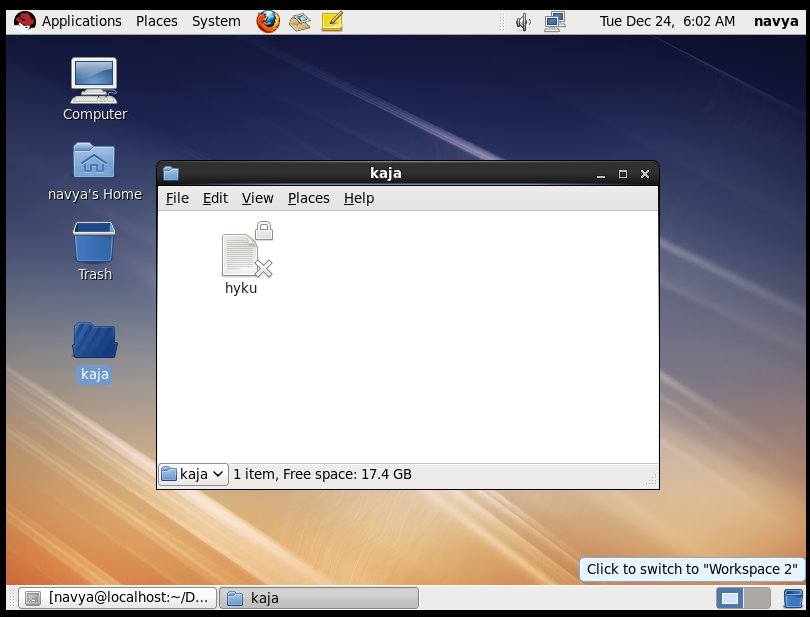 Applications Places System Tue Dec 24, 6:02 AM navya
Computer
navya's Home
Trash
kaja
kaja
File Edit View Places Help
hyku
kaja 1 item, Free space: 17.4 GB
Click to switch to "Workspace 2"
[navya@localhost:~/D... kaja